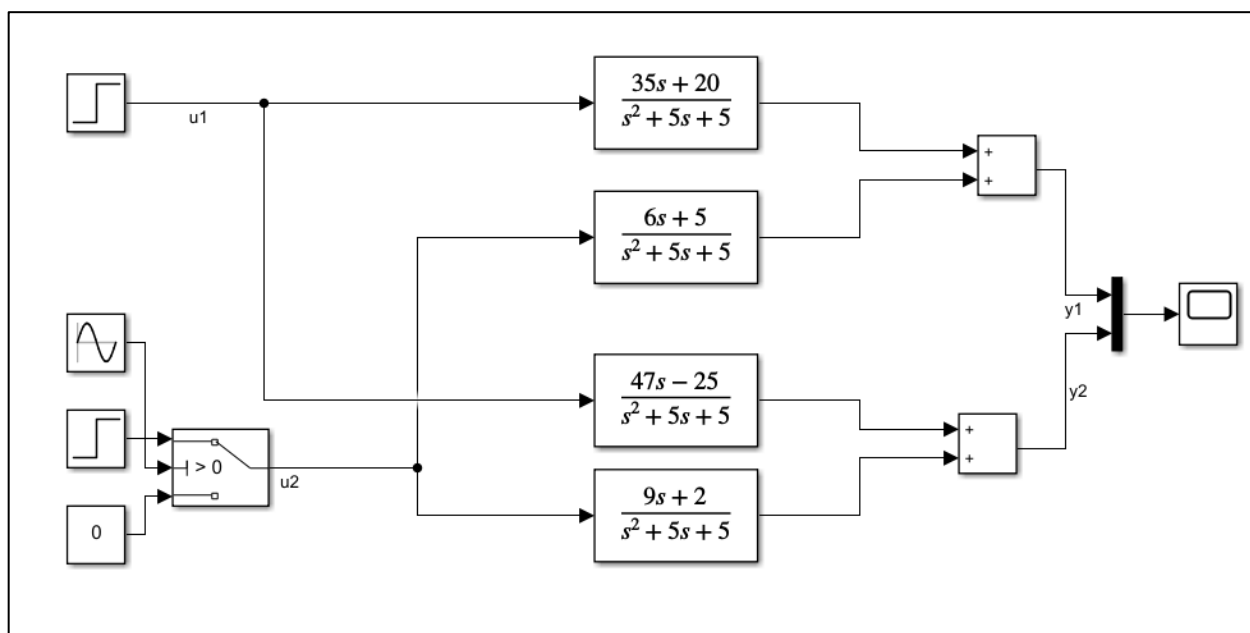 u1
35s + 20
s² + 5s + 5
+
+
6s + 5
s² + 5s + 5
y1
y2
47s − 25
s² + 5s + 5
+
+
> 0
u2
9s + 2
s² + 5s + 5
0